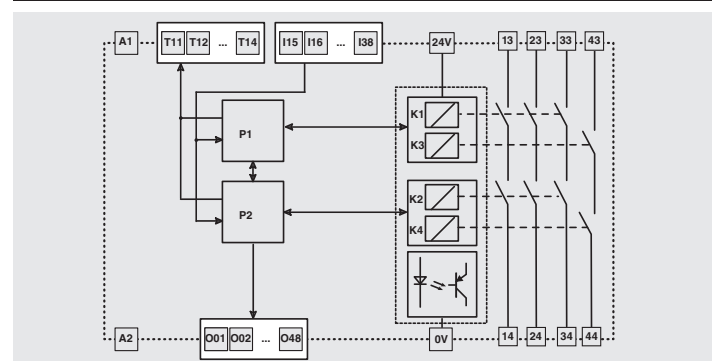 A1 T11 T12 ... T14 I15 I16 ... I38 24V 13 23 33 43
P1 K1
K3
P2 K2
K4
A2 O01 O02 ... O48 0V 14 24 34 44